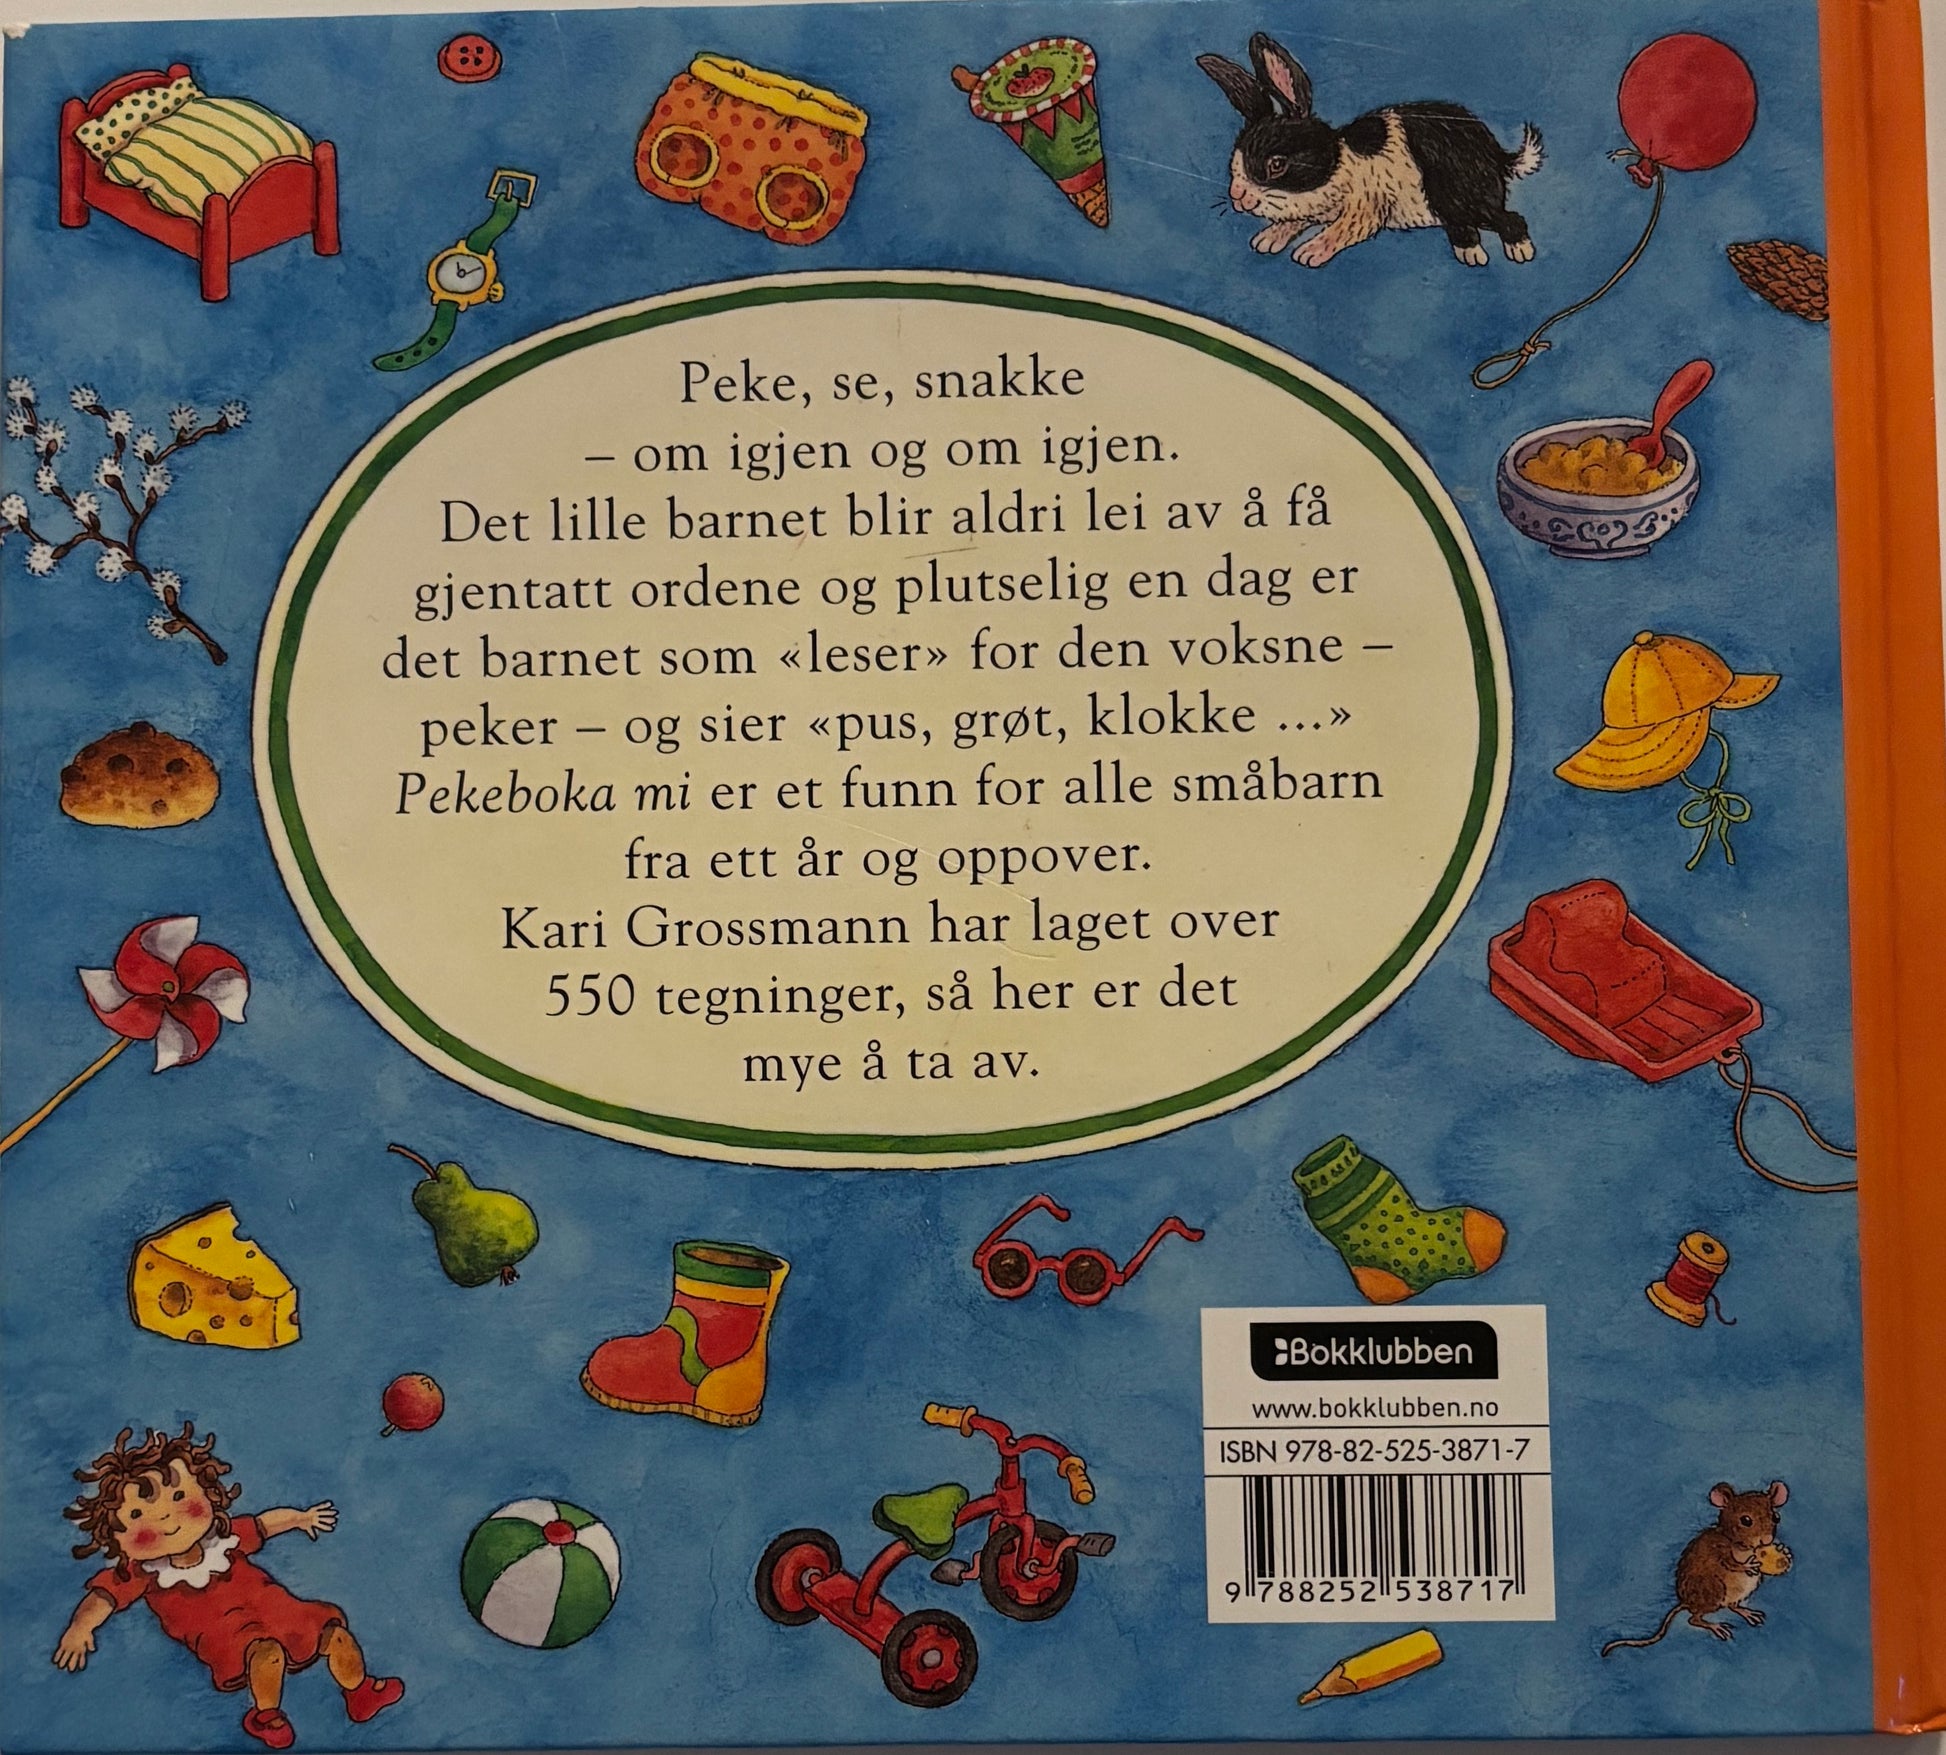 Peke, se, snakke
– om igjen og om igjen.
Det lille barnet blir aldri lei av å få
gjentatt ordene og plutselig en dag er
det barnet som «leser» for den voksne –
peker – og sier «pus, grøt, klokke ...»
Pekeboka mi er et funn for alle småbarn
fra ett år og oppover.
Kari Grossmann har laget over
550 tegninger, så her er det
mye å ta av.
Bokklubben
www.bokklubben.no
ISBN 978-82-525-3871-7
9 788252 538717